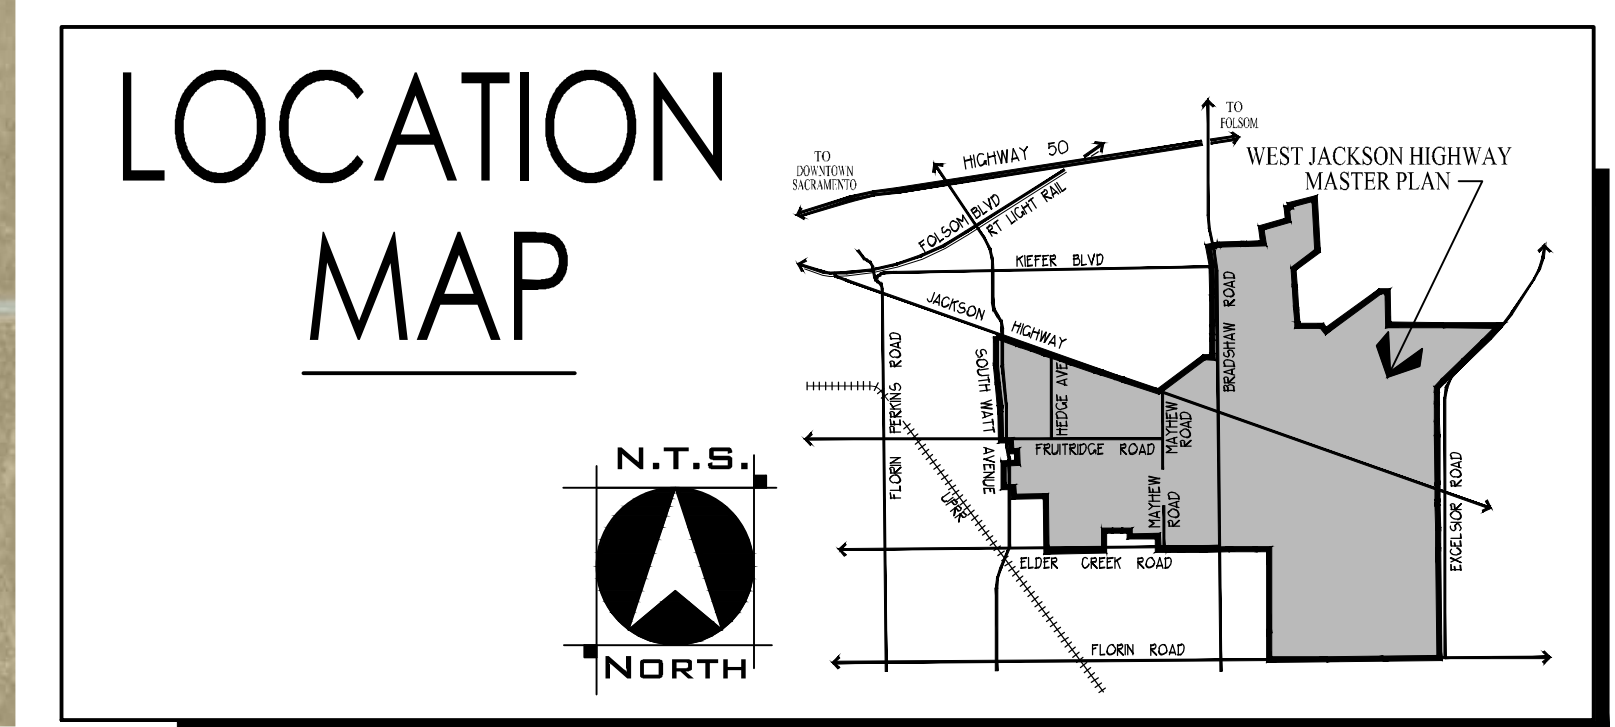 LOCATION
MAP
N.T.S.
NORTH
TO
DOWNTOWN
SACRAMENTO
HIGHWAY 50
TO
FOLSOM
WEST JACKSON HIGHWAY
MASTER PLAN
FOLSOM BLVD
RT LIGHT RAIL
KIEFER BLVD
JACKSON HIGHWAY
FLORIN PERKINS ROAD
SOUTH WATT AVENUE
HEDGE AVE
MAYHEW
ROAD
BRADSHAW ROAD
FRUITRIDGE ROAD
MAYHEW
ROAD
UPRR
EXCELSIOR ROAD
ELDER CREEK ROAD
FLORIN ROAD